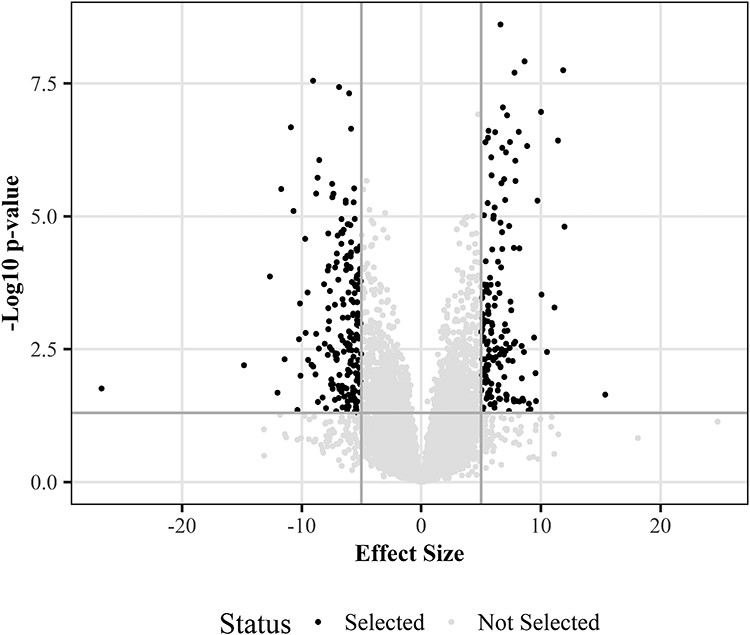 7.5
5.0
2.5
0.0
-Log10 p-value
-20 -10 0 10 20
Effect Size
Status Selected Not Selected